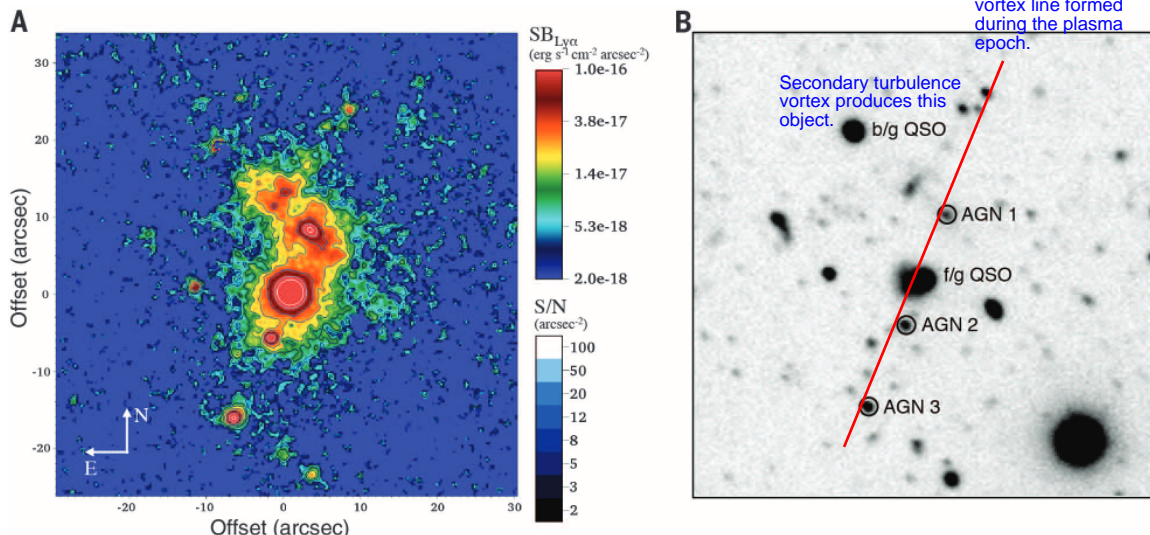 A
SB Lyα
(erg s-1 cm-2 arcsec-2)
1.0e-16
3.8e-17
1.4e-17
5.3e-18
2.0e-18
S/N
(arcsec-2)
100
50
20
12
8
5
3
2
30
20
10
0
-10
-20
Offset (arcsec)
N
E
-20
-10
0
10
20
30
Offset (arcsec)
B
vortex line formed
during the plasma
epoch.
Secondary turbulence
vortex produces this
object.
b/g QSO
AGN 1
f/g QSO
AGN 2
AGN 3